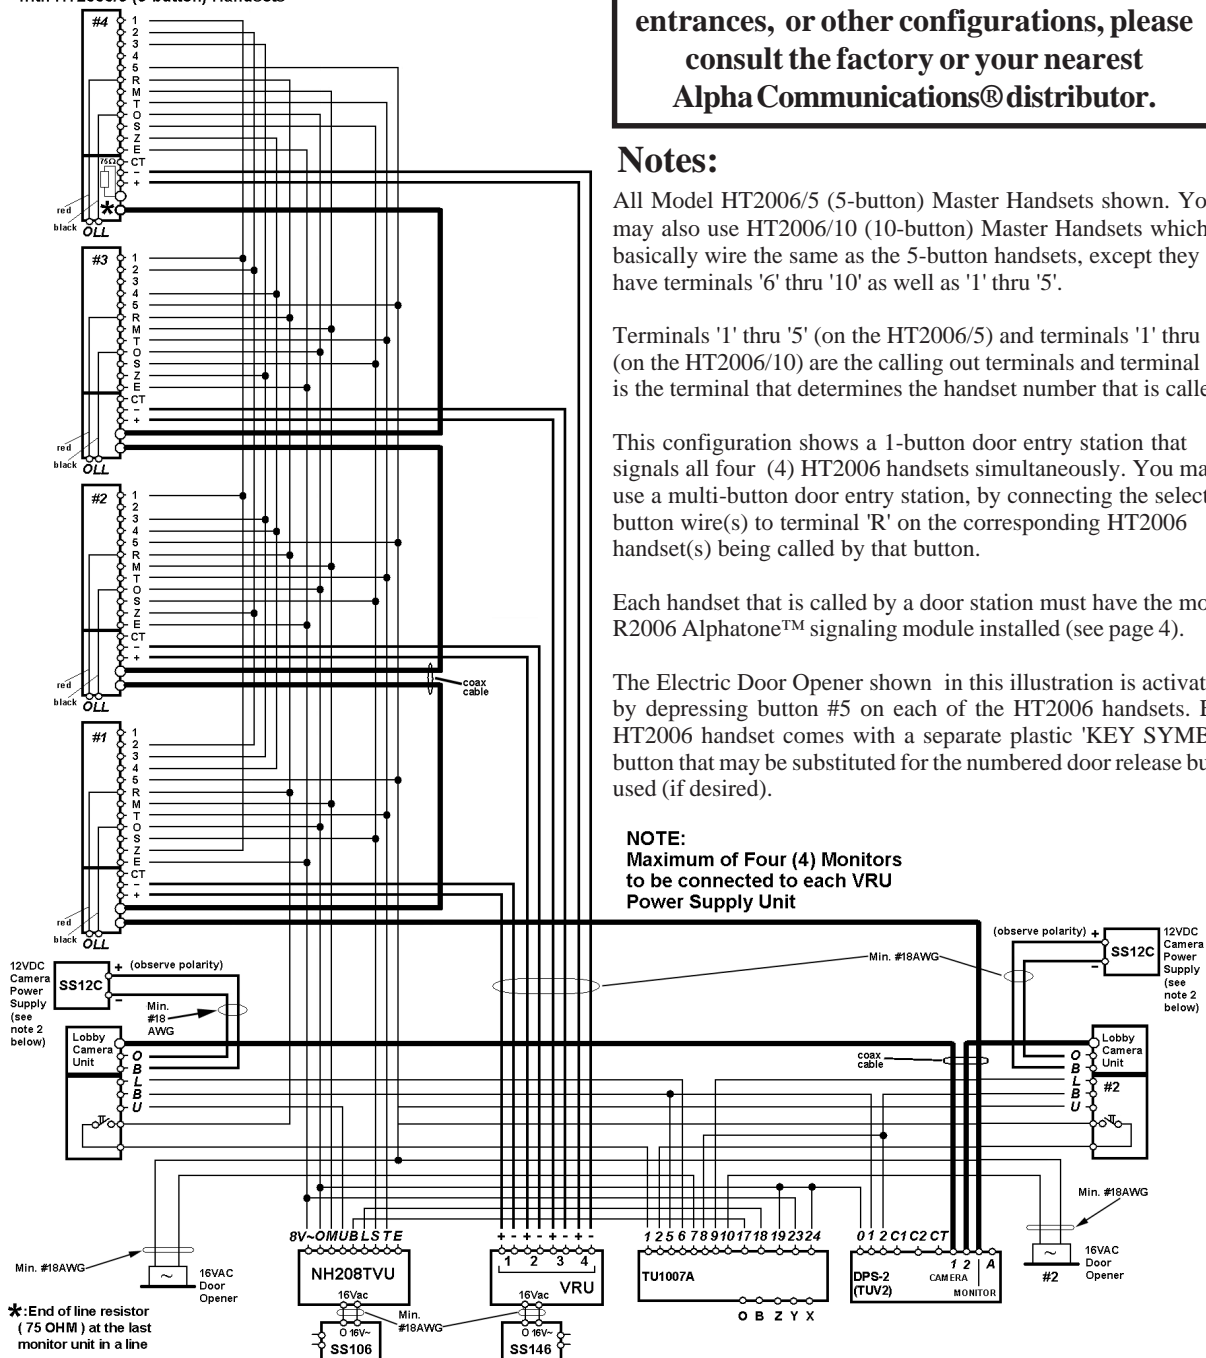 with HT2006/5 (5-button) Handsets
entrances, or other configurations, please
consult the factory or your nearest
Alpha Communications® distributor.
Notes:
All Model HT2006/5 (5-button) Master Handsets shown.
may also use HT2006/10 (10-button) Master Handsets which
basically wire the same as the 5-button handsets, except they
have terminals '6' thru '10' as well as '1' thru '5'.
Terminals '1' thru '5' (on the HT2006/5) and terminals '1' thru
(on the HT2006/10) are the calling out terminals and terminal
is the terminal that determines the handset number that is
This configuration shows a 1-button door entry station that
signals all four (4) HT2006 handsets simultaneously. You
use a multi-button door entry station, by connecting the
button wire(s) to terminal 'R' on the corresponding HT2006
handset(s) being called by that button.
Each handset that is called by a door station must have the
R2006 Alphatone™ signaling module installed (see page 4).
The Electric Door Opener shown in this illustration is
by depressing button #5 on each of the HT2006 handsets.
HT2006 handset comes with a separate plastic 'KEY
button that may be substituted for the numbered door release
used (if desired).
NOTE:
Maximum of Four (4) Monitors
to be connected to each VRU
Power Supply Unit
#4
1
2
3
4
5
R
M
T
O
S
Z
E
CT
-
+
75Ω
*
red
black
OLL
#3
1
2
3
4
5
R
M
T
O
S
Z
E
CT
-
+
red
black
OLL
#2
1
2
3
4
5
R
M
T
O
S
Z
E
CT
-
+
red
black
OLL
coax
cable
#1
1
2
3
4
5
R
M
T
O
S
Z
E
CT
-
+
red
black
OLL
12VDC
Camera
Power
Supply
(see
note 2
below)
SS12C
+ (observe polarity)
-
Min.
#18
AWG
Lobby
Camera
Unit
O
B
L
B
U
Min. #18AWG
(observe polarity) +
-
SS12C
12VDC
Camera
Power
Supply
(see
note 2
below)
coax
cable
Lobby
Camera
Unit
#2
O
B
L
B
U
Min. #18AWG
~
16VAC
Door
Opener
8V~OMUBLSTE
NH208TVU
16Vac
O 16V~
SS106
Min.
#18AWG
+ - + - + - + -
1 2 3 4
VRU
16Vac
O 16V~
SS146
1 2 5 6 7 8 9 10 17 18 19 23 24
TU1007A
O B Z Y X
0 1 2 C1 C2 CT
1 2 A
DPS-2
(TUV2)
CAMERA
MONITOR
Min. #18AWG
~
#2
16VAC
Door
Opener
*:End of line resistor
( 75 OHM ) at the last
monitor unit in a line